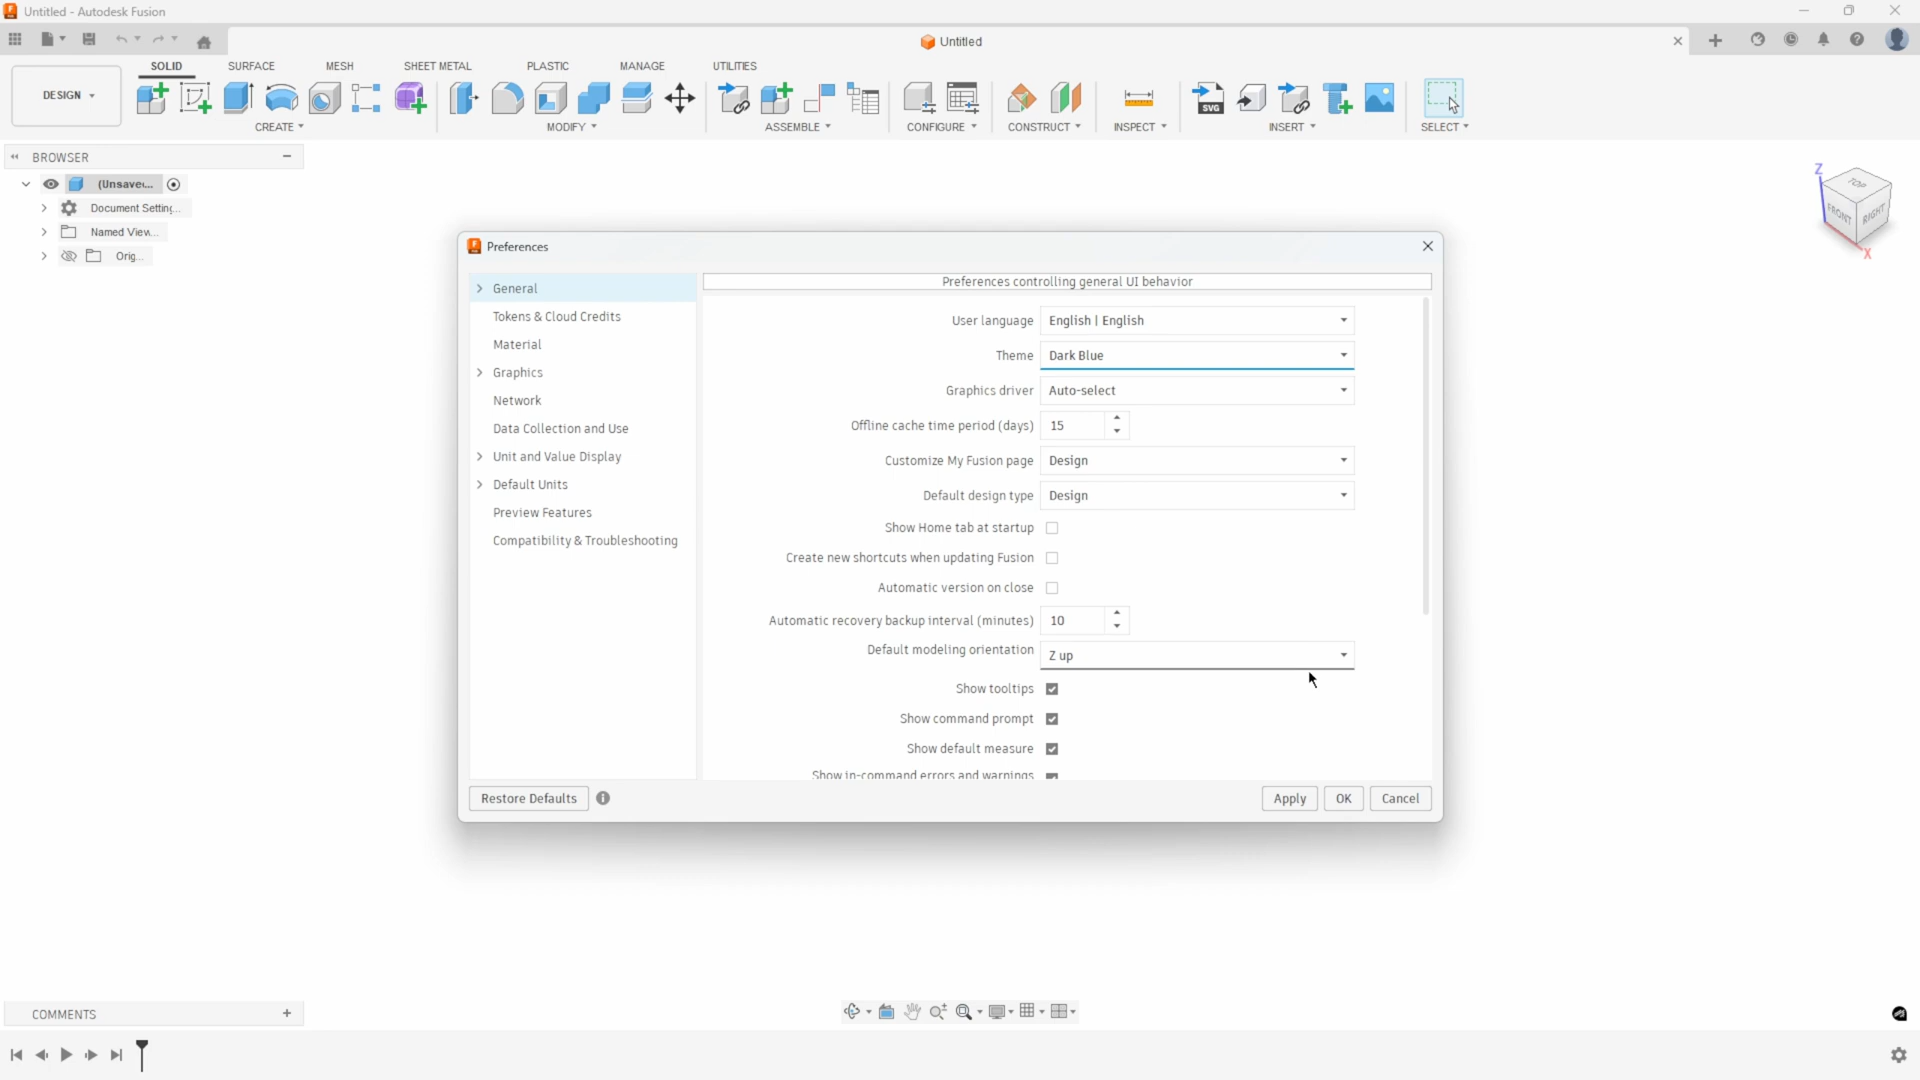 Untitled - Autodesk Fusion
Untitled
DESIGN
SOLID
SURFACE
MESH
SHEET METAL
PLASTIC
MANAGE
UTILITIES
CREATE
MODIFY
ASSEMBLE
CONFIGURE
CONSTRUCT
INSPECT
SVG
INSERT
SELECT
BROWSER
(Unsave...
Document Setting...
Named View...
Orig...
Z
TOP
FRONT
RIGHT
X
Preferences
General
Tokens & Cloud Credits
Material
Graphics
Network
Data Collection and Use
Unit and Value Display
Default Units
Preview Features
Compatibility & Troubleshooting
Preferences controlling general UI behavior
User language English | English
Theme Dark Blue
Graphics driver Auto-select
Offline cache time period (days) 15
Customize My Fusion page Design
Default design type Design
Show Home tab at startup
Create new shortcuts when updating Fusion
Automatic version on close
Automatic recovery backup interval (minutes) 10
Default modeling orientation Z up
Show tooltips
Show command prompt
Show default measure
Show in-command errors and warnings
Restore Defaults
Apply
OK
Cancel
COMMENTS